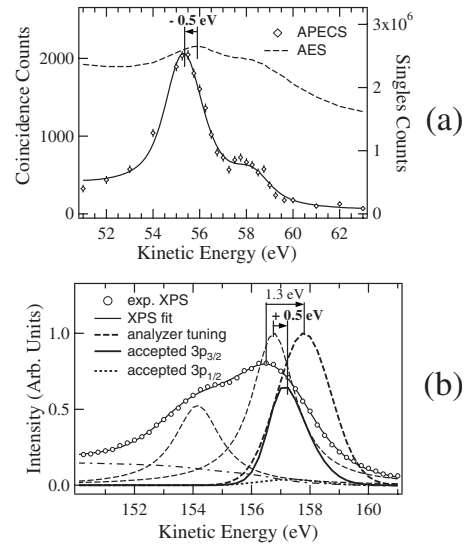 - 0.5 eV
3x10^6
2000
1000
0
Coincidence Counts
APECS
AES
2
1
0
Singles Counts
52 54 56 58 60 62
Kinetic Energy (eV)
(a)
exp. XPS
XPS fit
analyzer tuning
accepted 3p3/2
accepted 3p1/2
1.3 eV
+ 0.5 eV
1.0
0.5
0.0
Intensity (Arb. Units)
152 154 156 158 160
Kinetic Energy (eV)
(b)